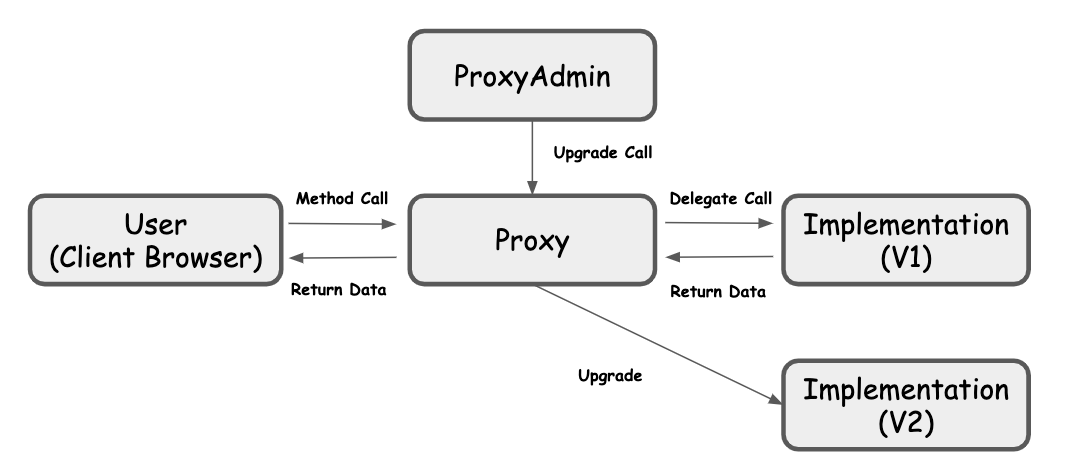 ProxyAdmin
Upgrade Call
Method Call
Delegate Call
User
(Client Browser)
Proxy
Implementation
(V1)
Return Data
Return Data
Upgrade
Implementation
(V2)